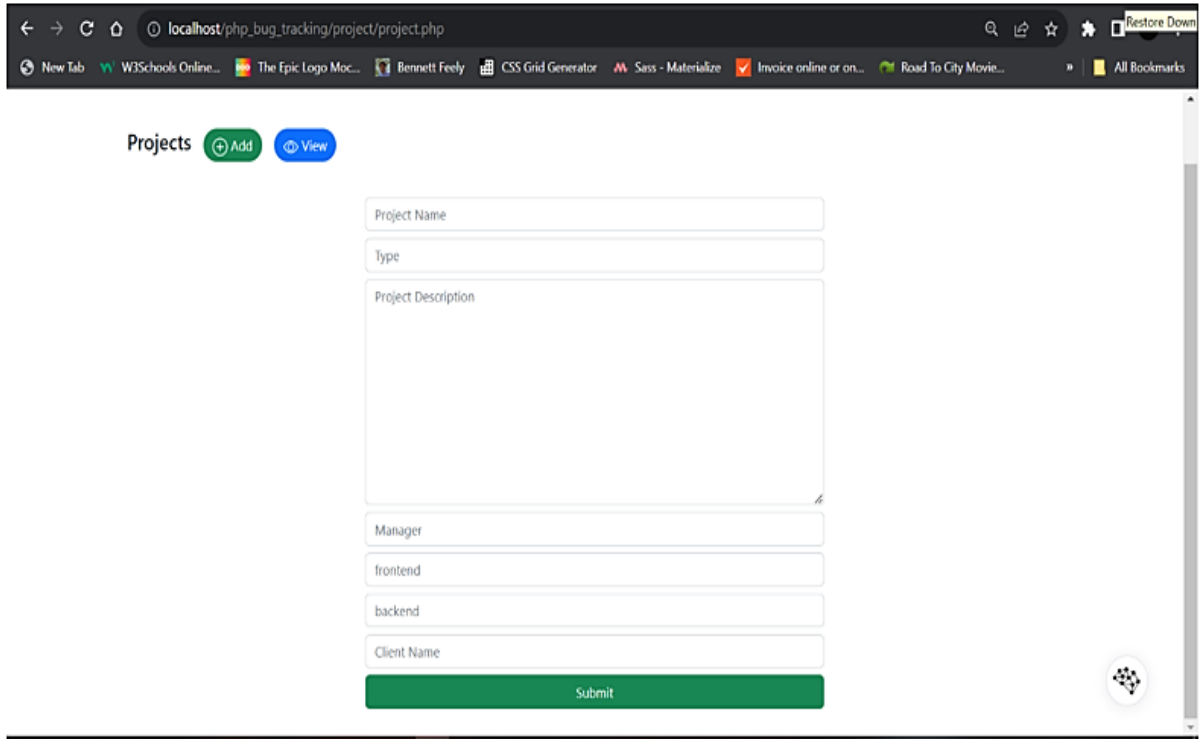 localhost/php_bug_tracking/project/project.php
Restore Down
New Tab W3Schools Online... The Epic Logo Moc... Bennett Feely CSS Grid Generator Sass - Materialize Invoice online or on... Road To City Movie... » All Bookmarks
Projects Add View
Project Name
Type
Project Description
Manager
frontend
backend
Client Name
Submit